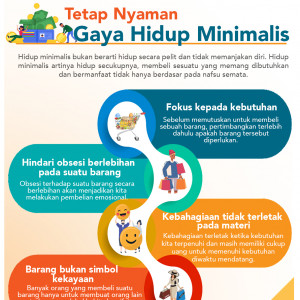 Tetap Nyaman
Gaya Hidup Minimalis
Hidup minimalis bukan berarti hidup secara pelit dan tidak memanjakan diri. Hidup
minimalis artinya hidup secukupnya, membeli sesuatu yang memang dibutuhkan
dan bermanfaat tidak hanya berdasar pada nafsu semata.
Fokus kepada kebutuhan
Sebelum memutuskan untuk membeli
sebuah barang, pertimbangkan terlebih
dahulu apakah barang tersebut
diperlukan.
Hindari obsesi berlebihan
pada suatu barang
Obsesi terhadap suatu barang secara
berlebihan akan menjadikan kita
melakukan pembelian emosional.
Kebahagiaan tidak terletak
pada materi
Kebahagiaan terletak ketika kebutuhan
kita terpenuhi dan masih memiliki cukup
uang untuk memenuhi kebutuhan
diwaktu mendatang.
Barang bukan simbol
kekayaan
Banyak orang yang membeli suatu
barang hanya untuk membuat orang lain